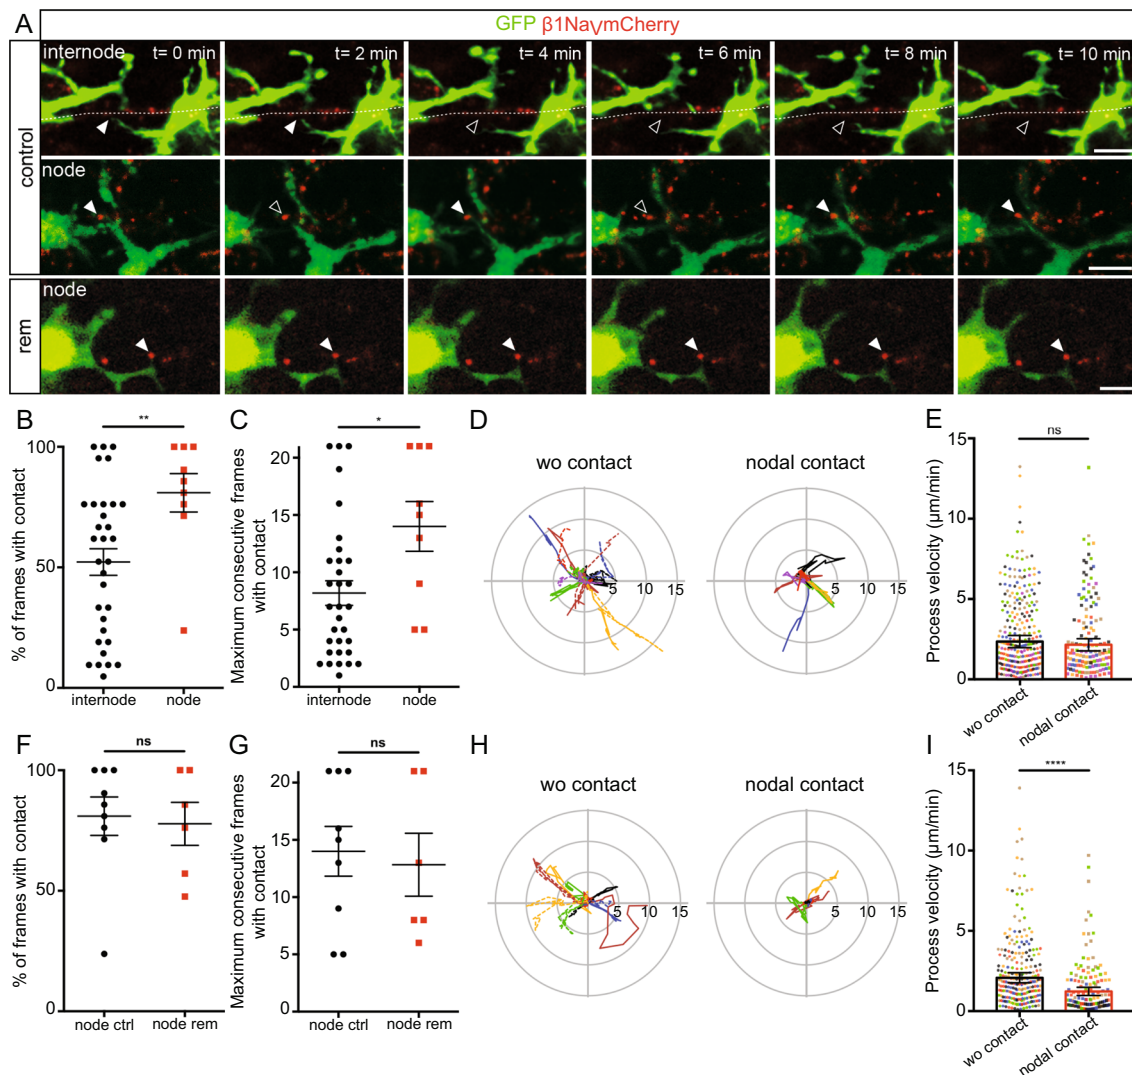 A
GFP β1NaVmCherry
control
internode
t= 0 min
t= 2 min
t= 4 min
t= 6 min
t= 8 min
t= 10 min
node
rem
node
B
**
% of frames with contact
100
50
0
internode
node
C
*
Maximum consecutive frames
with contact
20
15
10
5
0
internode
node
D
wo contact
5
10
15
nodal contact
5
10
15
E
ns
Process velocity (µm/min)
15
10
5
0
wo contact
nodal contact
F
ns
% of frames with contact
100
50
0
node ctrl
node rem
G
ns
Maximum consecutive frames
with contact
20
15
10
5
0
node ctrl
node rem
H
wo contact
5
10
15
nodal contact
5
10
15
I
****
Process velocity (µm/min)
15
10
5
0
wo contact
nodal contact